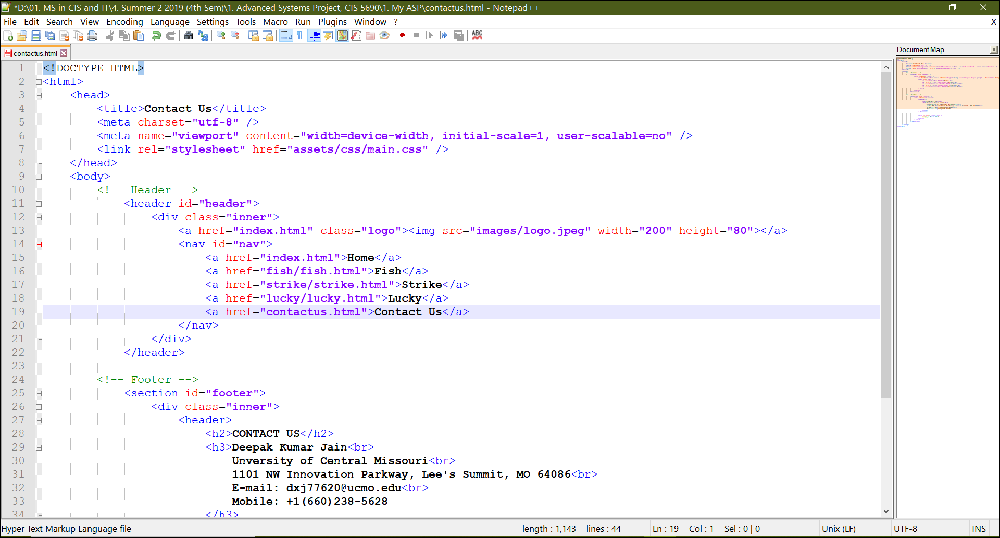 *D:\01. MS in CIS and IT\4. Summer 2 2019 (4th Sem)\1. Advanced Systems Project, CIS 5690\1. My ASP\contactus.html - Notepad++
File Edit Search View Encoding Language Settings Tools Macro Run Plugins Window ? X
ABC
contactus.html
Document Map
1 <!DOCTYPE HTML>
2 <html>
3 <head>
4 <title>Contact Us</title>
5 <meta charset="utf-8" />
6 <meta name="viewport" content="width=device-width, initial-scale=1, user-scalable=no" />
7 <link rel="stylesheet" href="assets/css/main.css" />
8 </head>
9 <body>
10 <!-- Header -->
11 <header id="header">
12 <div class="inner">
13 <a href="index.html" class="logo"><img src="images/logo.jpeg" width="200" height="80"></a>
14 <nav id="nav">
15 <a href="index.html">Home</a>
16 <a href="fish/fish.html">Fish</a>
17 <a href="strike/strike.html">Strike</a>
18 <a href="lucky/lucky.html">Lucky</a>
19 <a href="contactus.html">Contact Us</a>
20 </nav>
21 </div>
22 </header>
23
24 <!-- Footer -->
25 <section id="footer">
26 <div class="inner">
27 <header>
28 <h2>CONTACT US</h2>
29 <h3>Deepak Kumar Jain<br>
30 Unversity of Central Missouri<br>
31 1101 NW Innovation Parkway, Lee's Summit, MO 64086<br>
32 E-mail: dxj77620@ucmo.edu<br>
33 Mobile: +1(660)238-5628
34 </h3>
Hyper Text Markup Language file length : 1,143 lines : 44 Ln : 19 Col : 1 Sel : 0 | 0 Unix (LF) UTF-8 INS